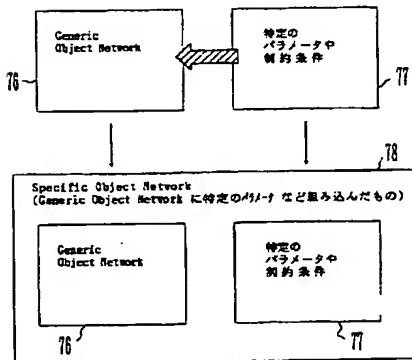 Generic
Object Network
特定の
パラメータや
制約条件
76
77
78
Specific Object Network
(Generic Object Network に特定のパラメータ など組み込んだもの)
Generic
Object Network
特定の
パラメータや
制約条件
76
77